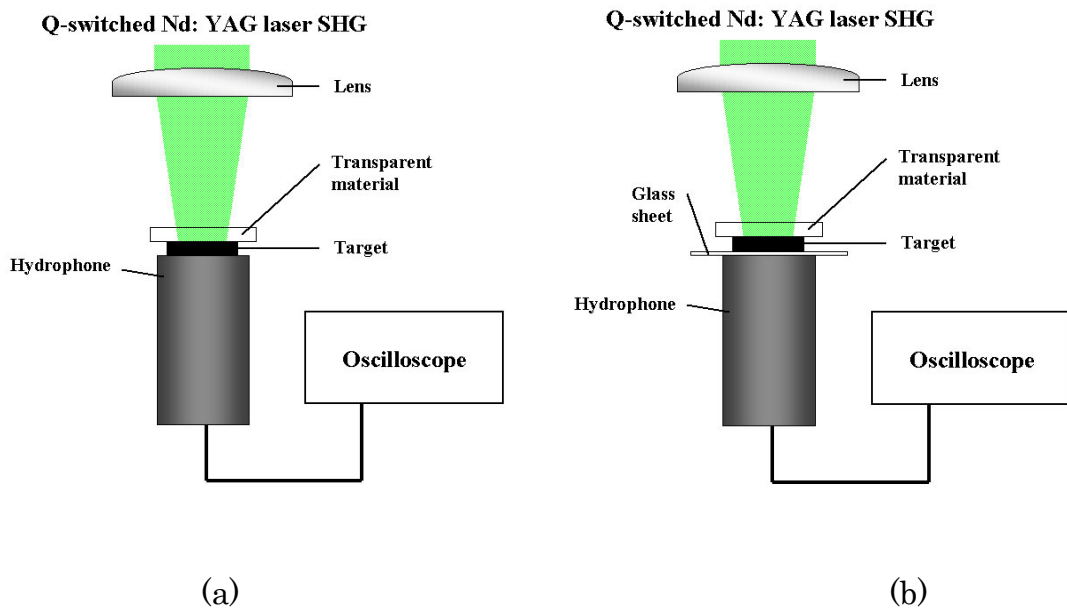 Q-switched Nd: YAG laser SHG
Lens
Transparent
material
Target
Hydrophone
Oscilloscope
(a)
Q-switched Nd: YAG laser SHG
Lens
Transparent
material
Glass
sheet
Target
Hydrophone
Oscilloscope
(b)